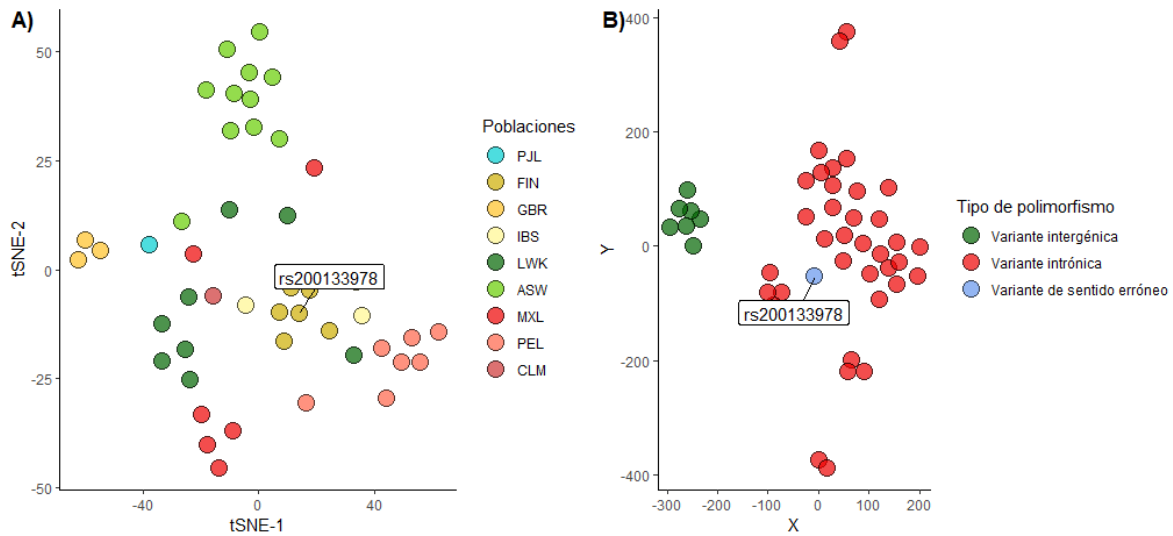 A)
50
25
0
-25
-50
-40
0
40
tSNE-1
tSNE-2
rs200133978
Poblaciones
PJL
FIN
GBR
IBS
LWK
ASW
MXL
PEL
CLM
B)
400
200
0
-200
-400
-300
-200
-100
0
100
200
X
Y
rs200133978
Tipo de polimorfismo
Variante intergénica
Variante intrónica
Variante de sentido erróneo